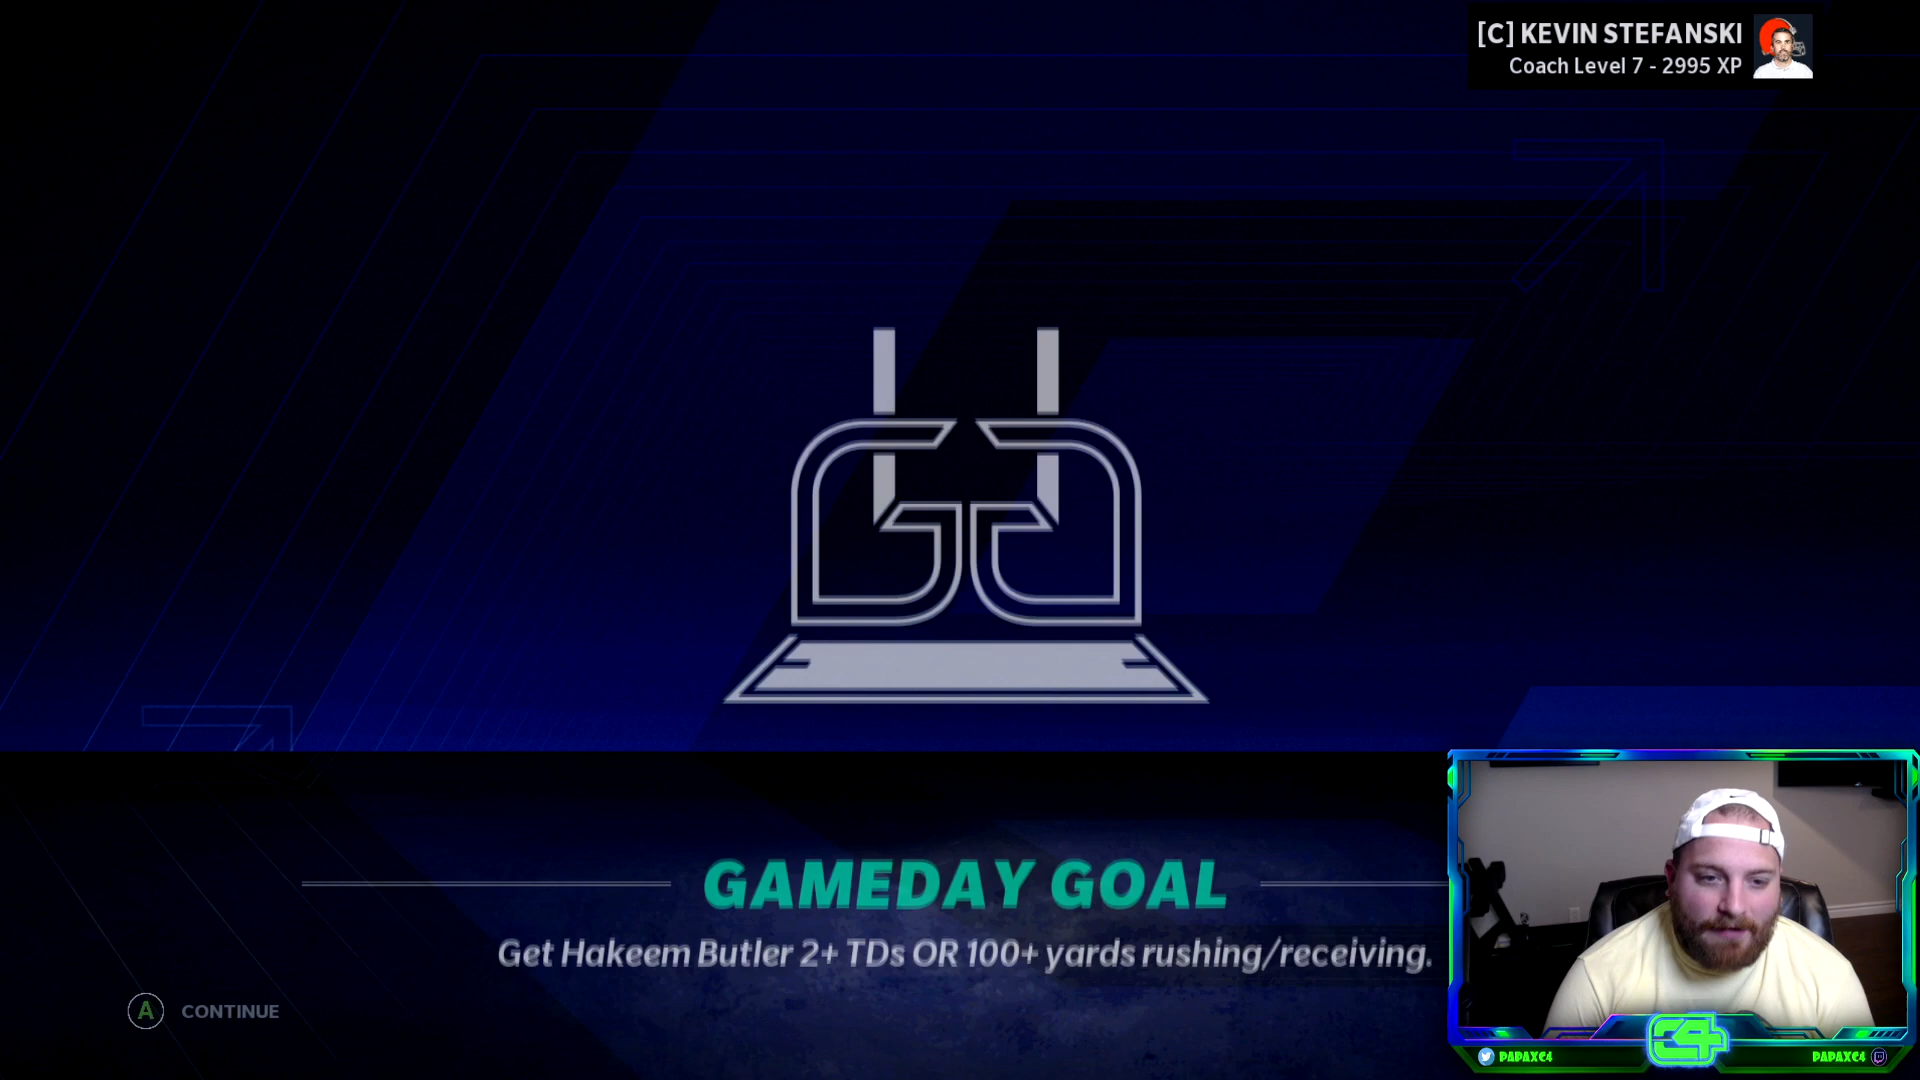 [C] KEVIN STEFANSKI
Coach Level 7 - 2995 XP
GAMEDAY GOAL
Get Hakeem Butler 2+ TDs OR 100+ yards rushing/receiving.
A CONTINUE
C4
PAPAXC4 PAPAXC4